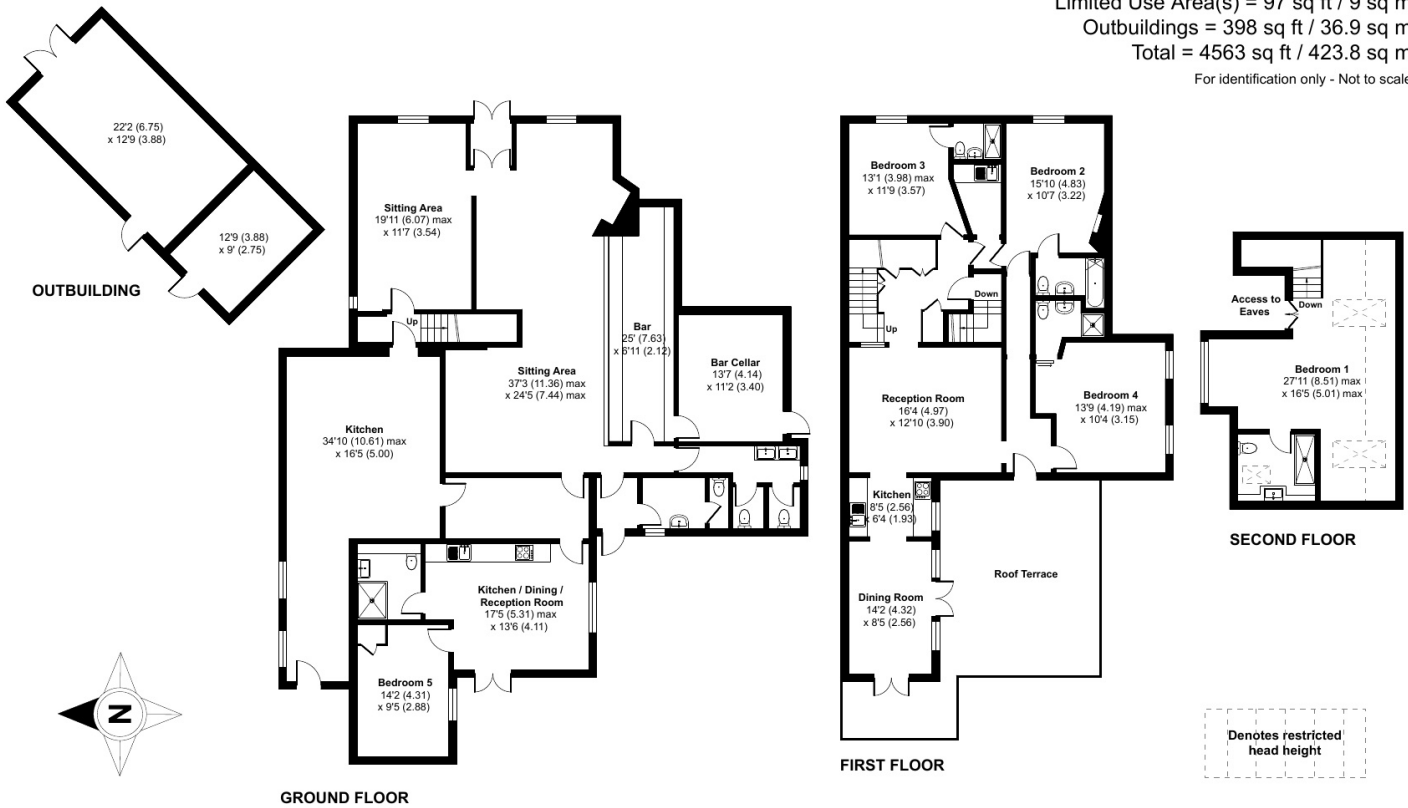 Limited Use Area(s) = 97 sq ft / 9 sq m
Outbuildings = 398 sq ft / 36.9 sq m
Total = 4563 sq ft / 423.8 sq m
For identification only - Not to scale
22'2 (6.75)
x 12'9 (3.88)
12'9 (3.88)
x 9' (2.75)
OUTBUILDING
Sitting Area
19'11 (6.07) max
x 11'7 (3.54)
Up
Bar
25' (7.63)
x 6'11 (2.12)
Bar Cellar
13'7 (4.14)
x 11'2 (3.40)
Sitting Area
37'3 (11.36) max
x 24'5 (7.44) max
Kitchen
34'10 (10.61) max
x 16'5 (5.00)
Kitchen / Dining /
Reception Room
17'5 (5.31) max
x 13'6 (4.11)
Bedroom 5
14'2 (4.31)
x 9'5 (2.88)
N
GROUND FLOOR
Bedroom 3
13'1 (3.98) max
x 11'9 (3.57)
Bedroom 2
15'10 (4.83)
x 10'7 (3.22)
Down
Up
Reception Room
16'4 (4.97)
x 12'10 (3.90)
Bedroom 4
13'9 (4.19) max
x 10'4 (3.15)
Kitchen
8'5 (2.56)
x 6'4 (1.93)
Dining Room
14'2 (4.32)
x 8'5 (2.56)
Roof Terrace
FIRST FLOOR
Access to
Eaves
Down
Bedroom 1
27'11 (8.51) max
x 16'5 (5.01) max
SECOND FLOOR
Denotes restricted
head height